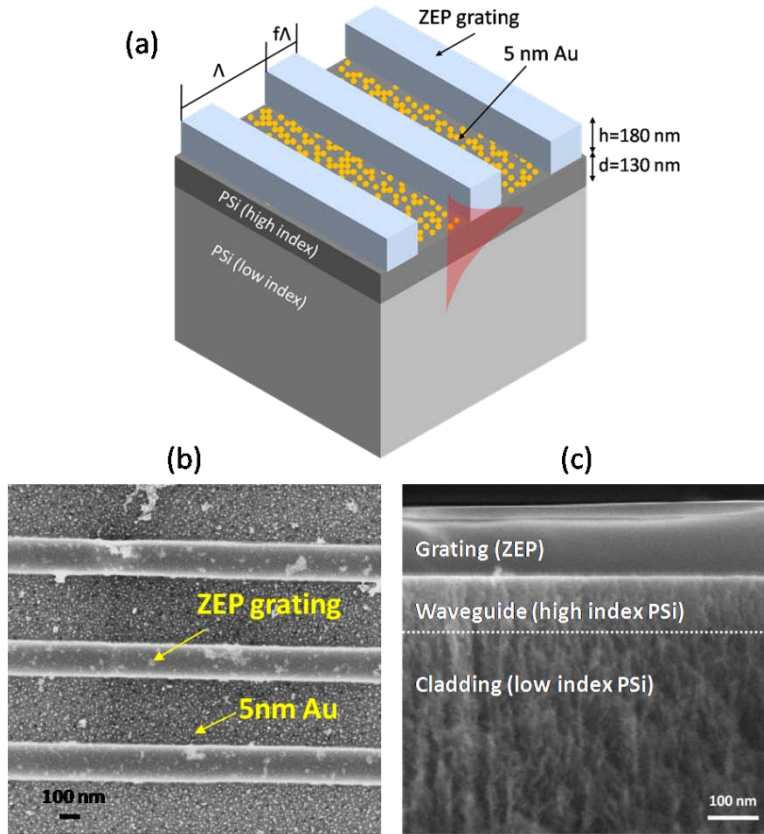 (a)
ZEP grating
5 nm Au
Λ
fΛ
h=180 nm
d=130 nm
PSi (high index)
PSi (low index)
(b)
(c)
ZEP grating
5nm Au
100 nm
Grating (ZEP)
Waveguide (high index PSi)
Cladding (low index PSi)
100 nm